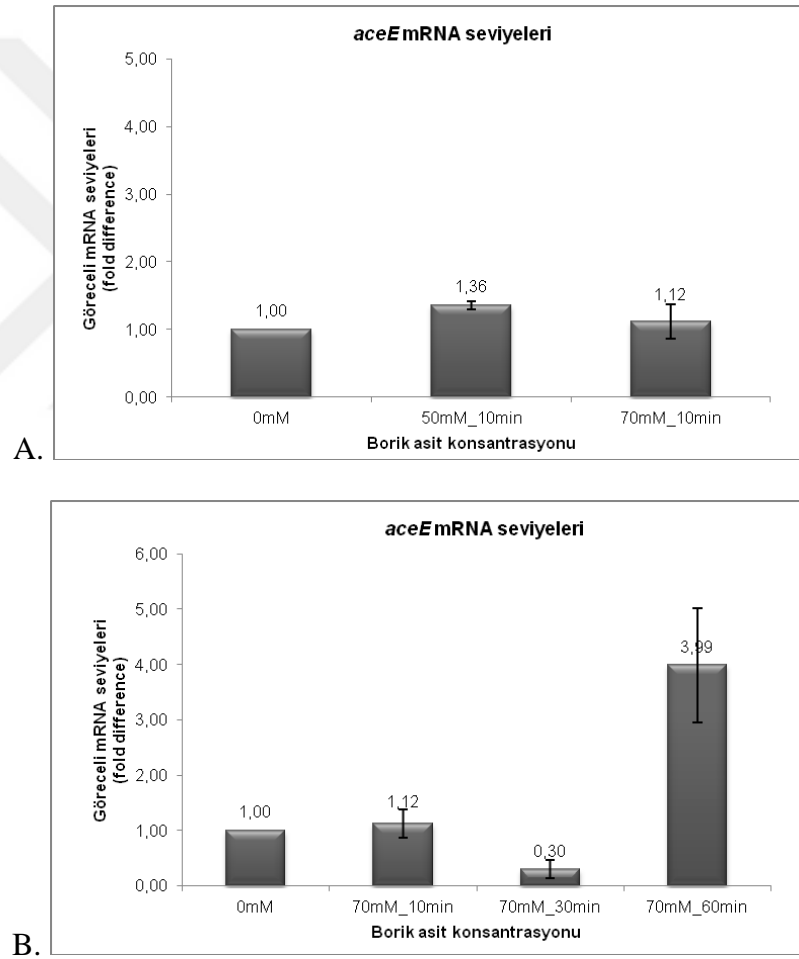 aceE mRNA seviyeleri
Göreceli mRNA seviyeleri
(fold difference)
5,00
4,00
3,00
2,00
1,00
0,00
1,00
1,36
1,12
0mM
50mM_10min
70mM_10min
Borik asit konsantrasyonu
A.
aceE mRNA seviyeleri
Göreceli mRNA seviyeleri
(fold difference)
6,00
5,00
4,00
3,00
2,00
1,00
0,00
1,00
1,12
0,30
3,99
0mM
70mM_10min
70mM_30min
70mM_60min
Borik asit konsantrasyonu
B.